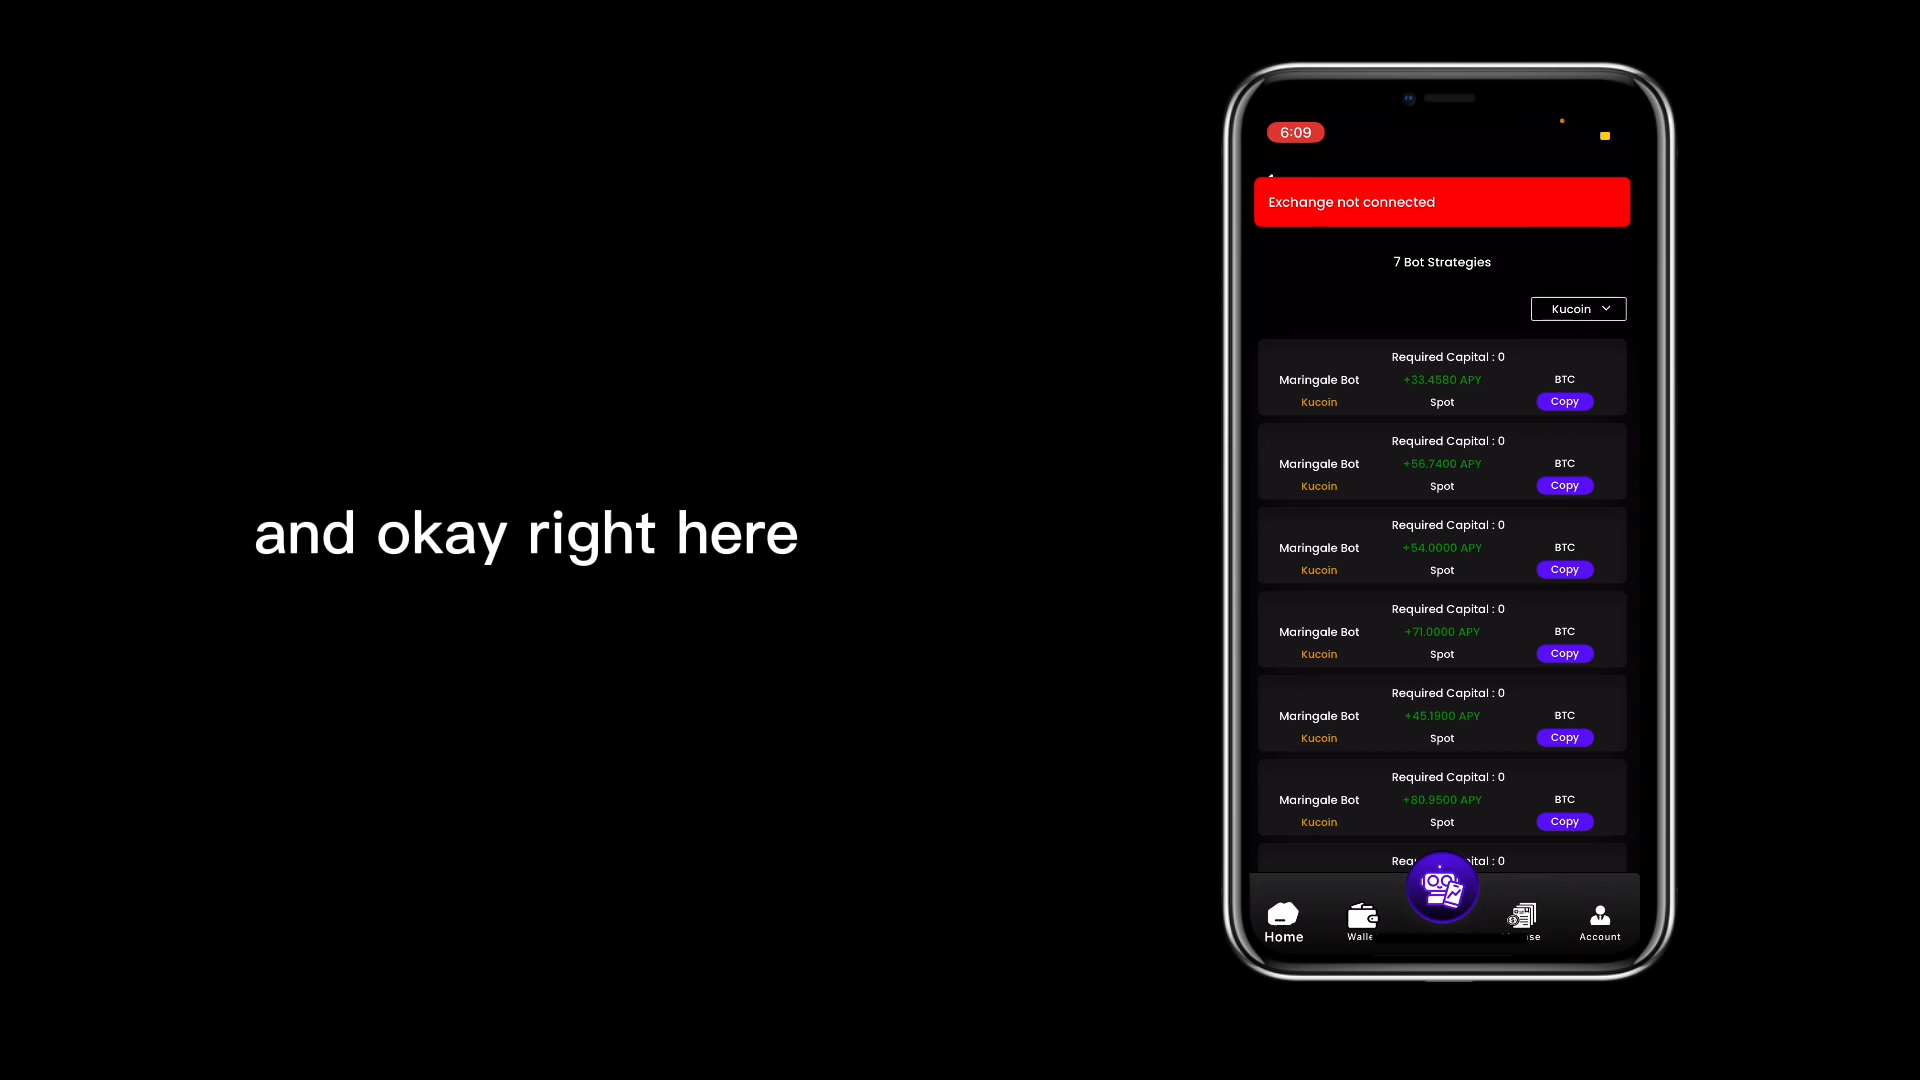 and okay right here
6:09
Exchange not connected
7 Bot Strategies
Kucoin
Required Capital : 0
Maringale Bot +33.4580 APY BTC
Kucoin Spot Copy
Required Capital : 0
Maringale Bot +56.7400 APY BTC
Kucoin Spot Copy
Required Capital : 0
Maringale Bot +54.0000 APY BTC
Kucoin Spot Copy
Required Capital : 0
Maringale Bot +71.0000 APY BTC
Kucoin Spot Copy
Required Capital : 0
Maringale Bot +45.1900 APY BTC
Kucoin Spot Copy
Required Capital : 0
Maringale Bot +80.9500 APY BTC
Kucoin Spot Copy
: 0
Home Account